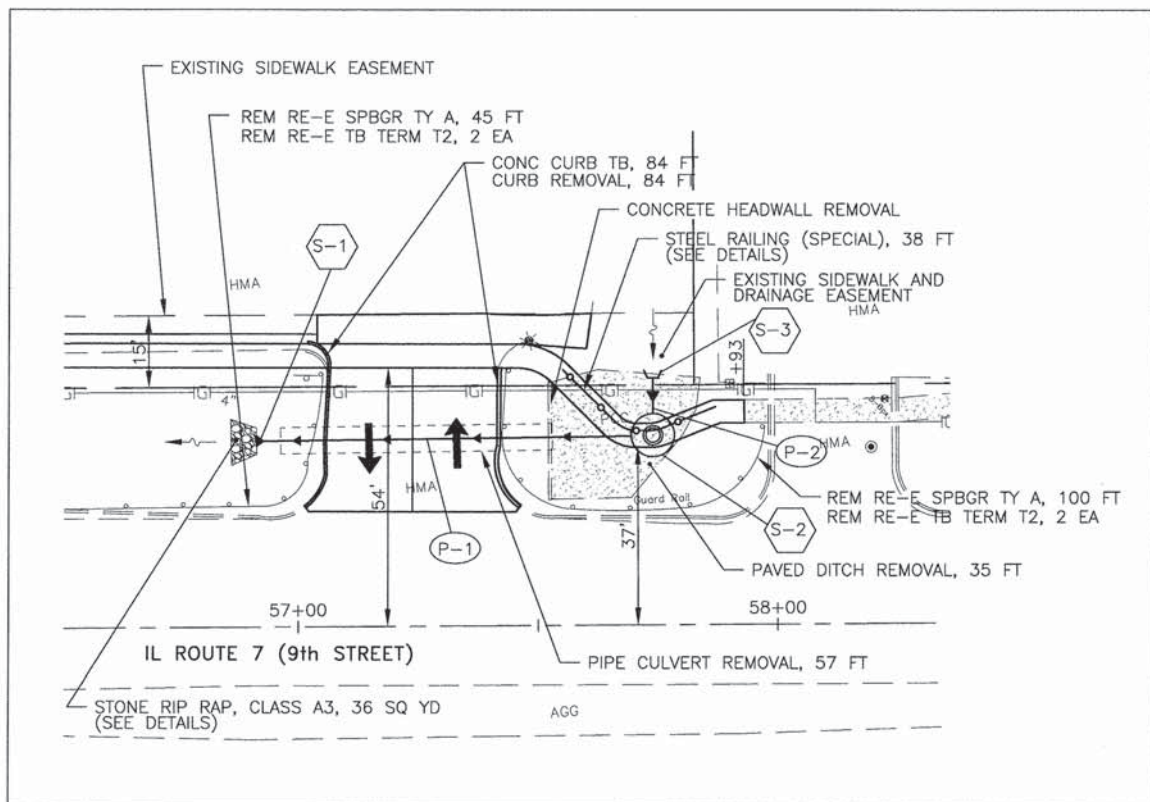 EXISTING SIDEWALK EASEMENT
REM RE-E SPBGR TY A, 45 FT
REM RE-E TB TERM T2, 2 EA
CONC CURB TB, 84 FT
CURB REMOVAL, 84 FT
CONCRETE HEADWALL REMOVAL
STEEL RAILING (SPECIAL), 38 FT
(SEE DETAILS)
S-1
HMA
EXISTING SIDEWALK AND
DRAINAGE EASEMENT
HMA
S-3
15'
+93
G
G
G
G
G
4"
P-2
HMA
54'
HMA
Guard Rail
37'
REM RE-E SPBGR TY A, 100 FT
REM RE-E TB TERM T2, 2 EA
P-1
S-2
PAVED DITCH REMOVAL, 35 FT
57+00
58+00
IL ROUTE 7 (9th STREET)
PIPE CULVERT REMOVAL, 57 FT
STONE RIP RAP, CLASS A3, 36 SQ YD
(SEE DETAILS)
AGG